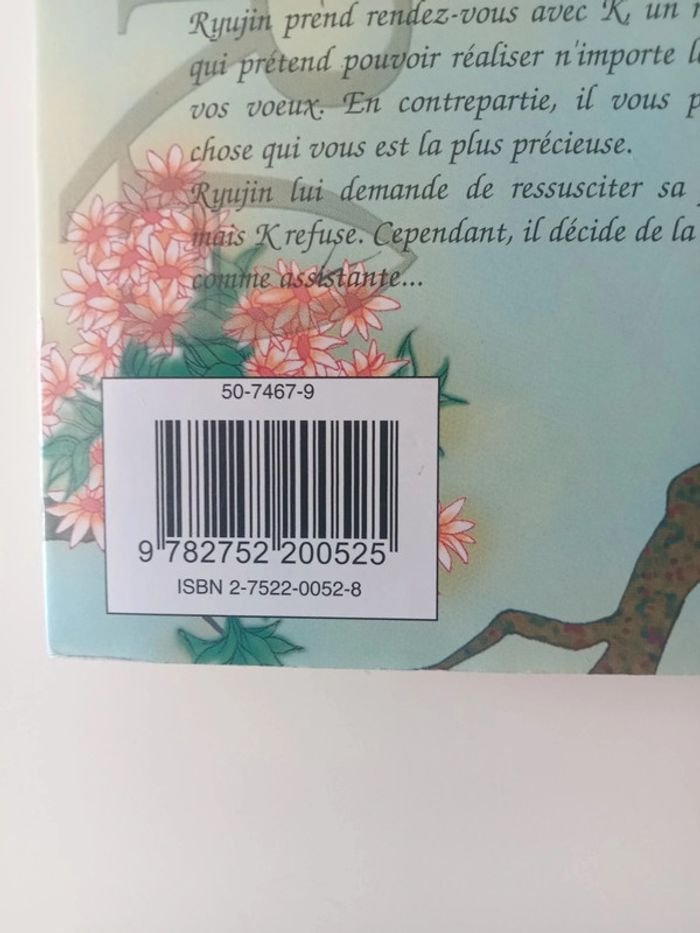 Ryujin prend rendez-vous avec K, un
qui prétend pouvoir réaliser n'importe
vos voeux. En contrepartie, il vous
chose qui vous est la plus précieuse.
Ryujin lui demande de ressusciter sa
mais K refuse. Cependant, il décide de la
comme assistante...
50-7467-9
9 782752 200525
ISBN 2-7522-0052-8